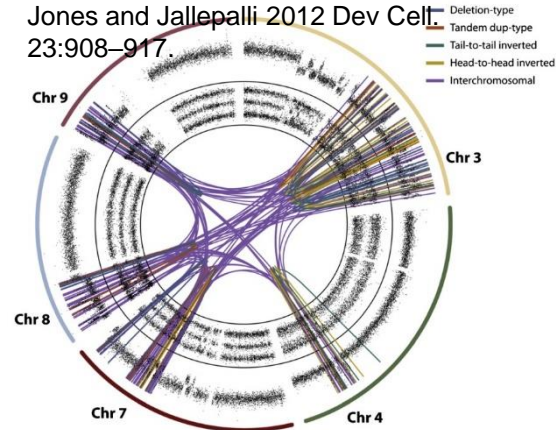 Jones and Jallepalli 2012 Dev Cell.
23:908–917.
Deletion-type
Tandem dup-type
Tail-to-tail inverted
Head-to-head inverted
Interchromosomal
Chr 9
Chr 3
Chr 8
Chr 7
Chr 4